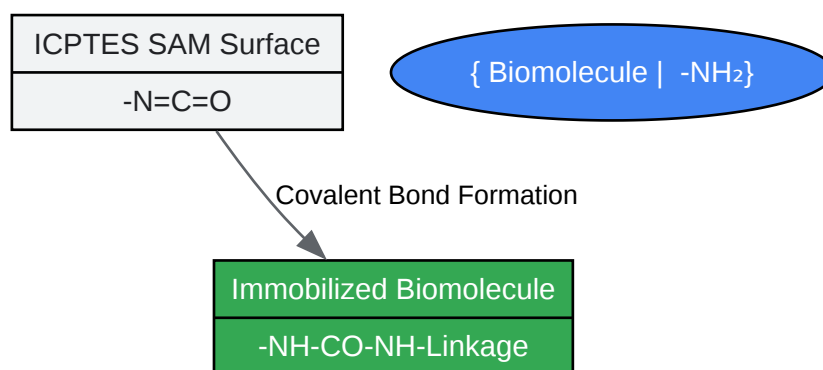 ICPTES SAM Surface
-N=C=O
{ Biomolecule |  -NH₂}
Covalent Bond Formation
Immobilized Biomolecule
-NH-CO-NH-Linkage